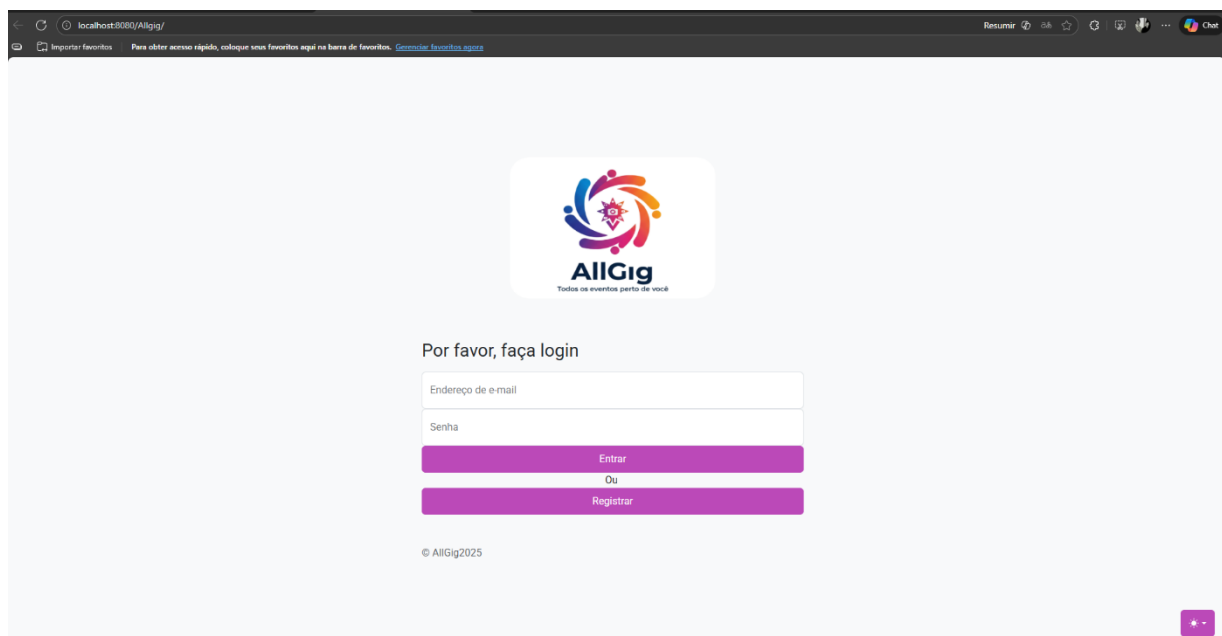 localhost:8080/Allgig/
Resumir
Chat
Importar favoritos
Para obter acesso rápido, coloque seus favoritos aqui na barra de favoritos. Gerenciar favoritos agora
AllGig
Todos os eventos perto de você
Por favor, faça login
Endereço de e-mail
Senha
Entrar
Ou
Registrar
© AllGig2025